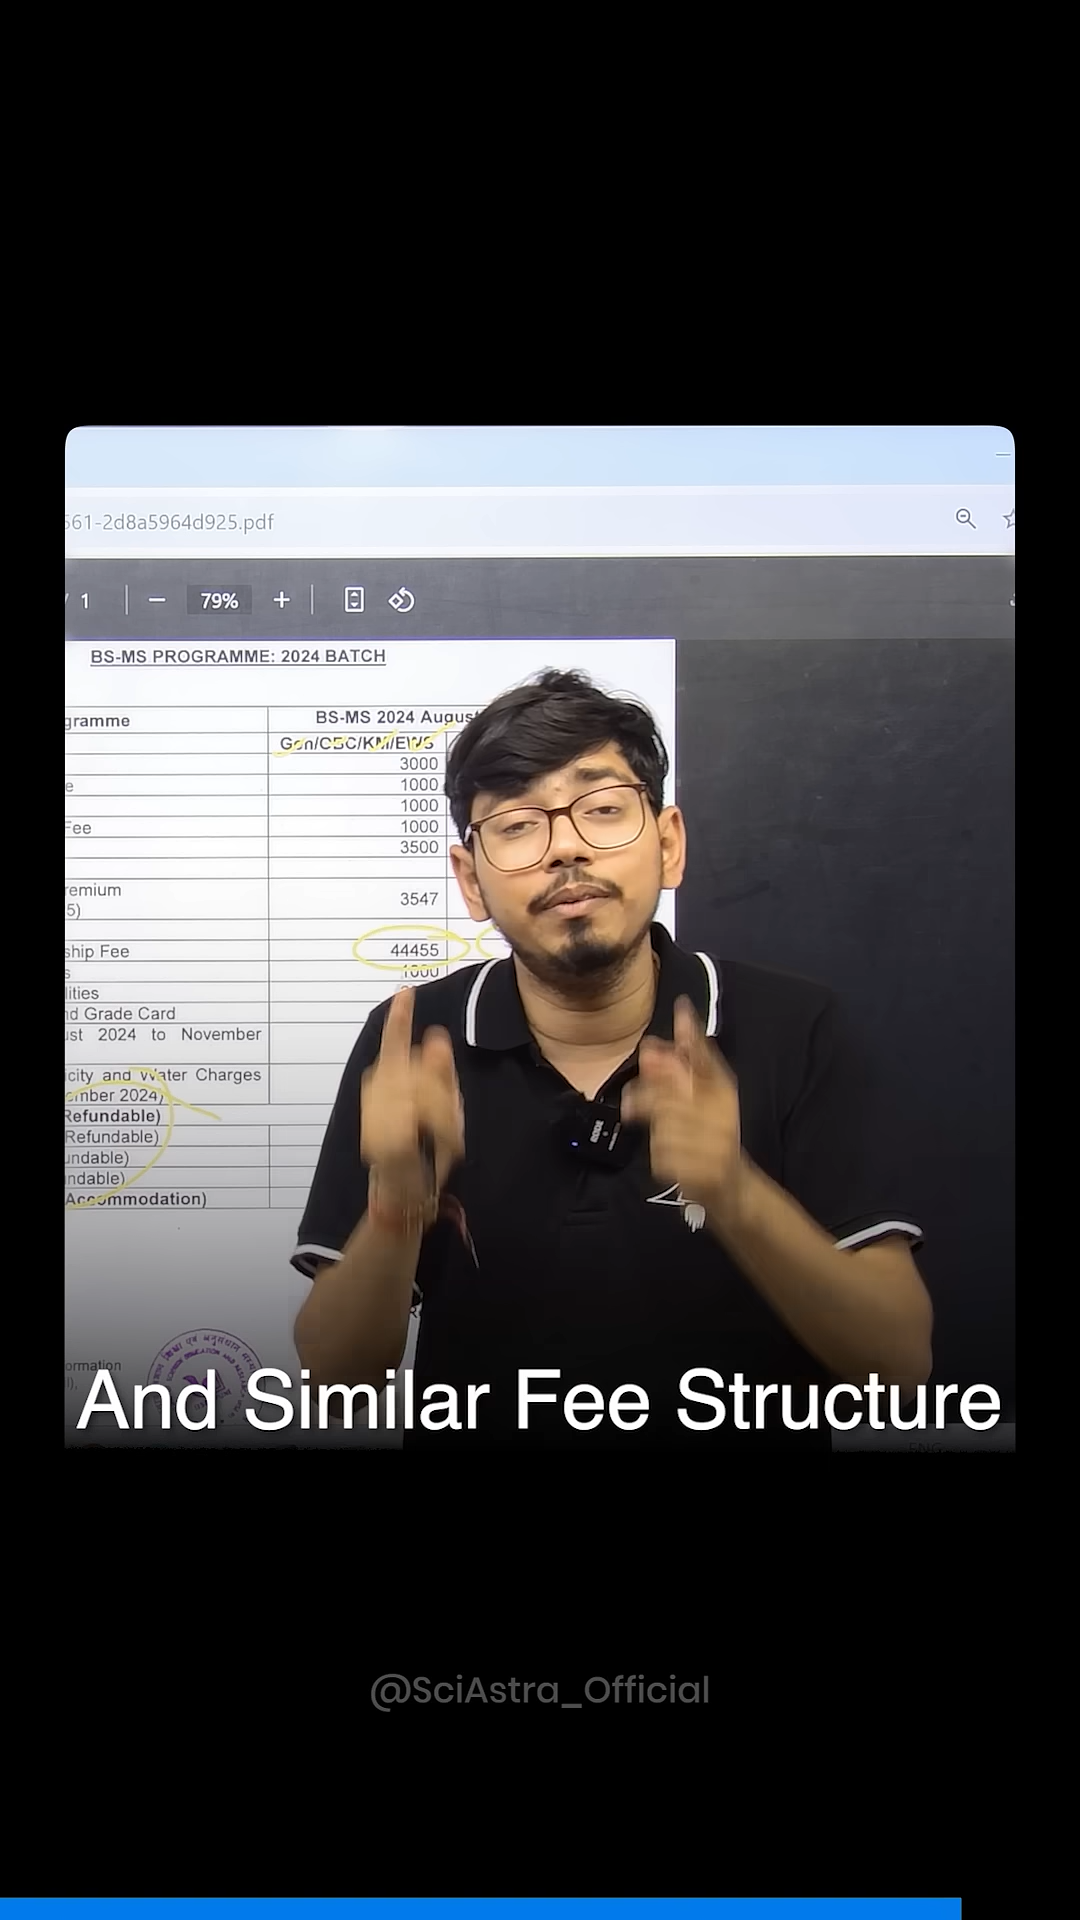 561-2d8a5964d925.pdf
/ 1 79%
BS-MS PROGRAMME: 2024 BATCH
gramme BS-MS 2024 August
Gen/OBC/KM/EWS
3000
e 1000
1000
Fee 1000
3500
remium
5) 3547
ship Fee 44455
s 1000
lities
nd Grade Card
ust 2024 to November
icity and Water Charges
ember 2024)
Refundable)
Refundable)
undable)
ndable)
Accommodation)
ormation
And Similar Fee Structure
ENG
@SciAstra_Official
RODE